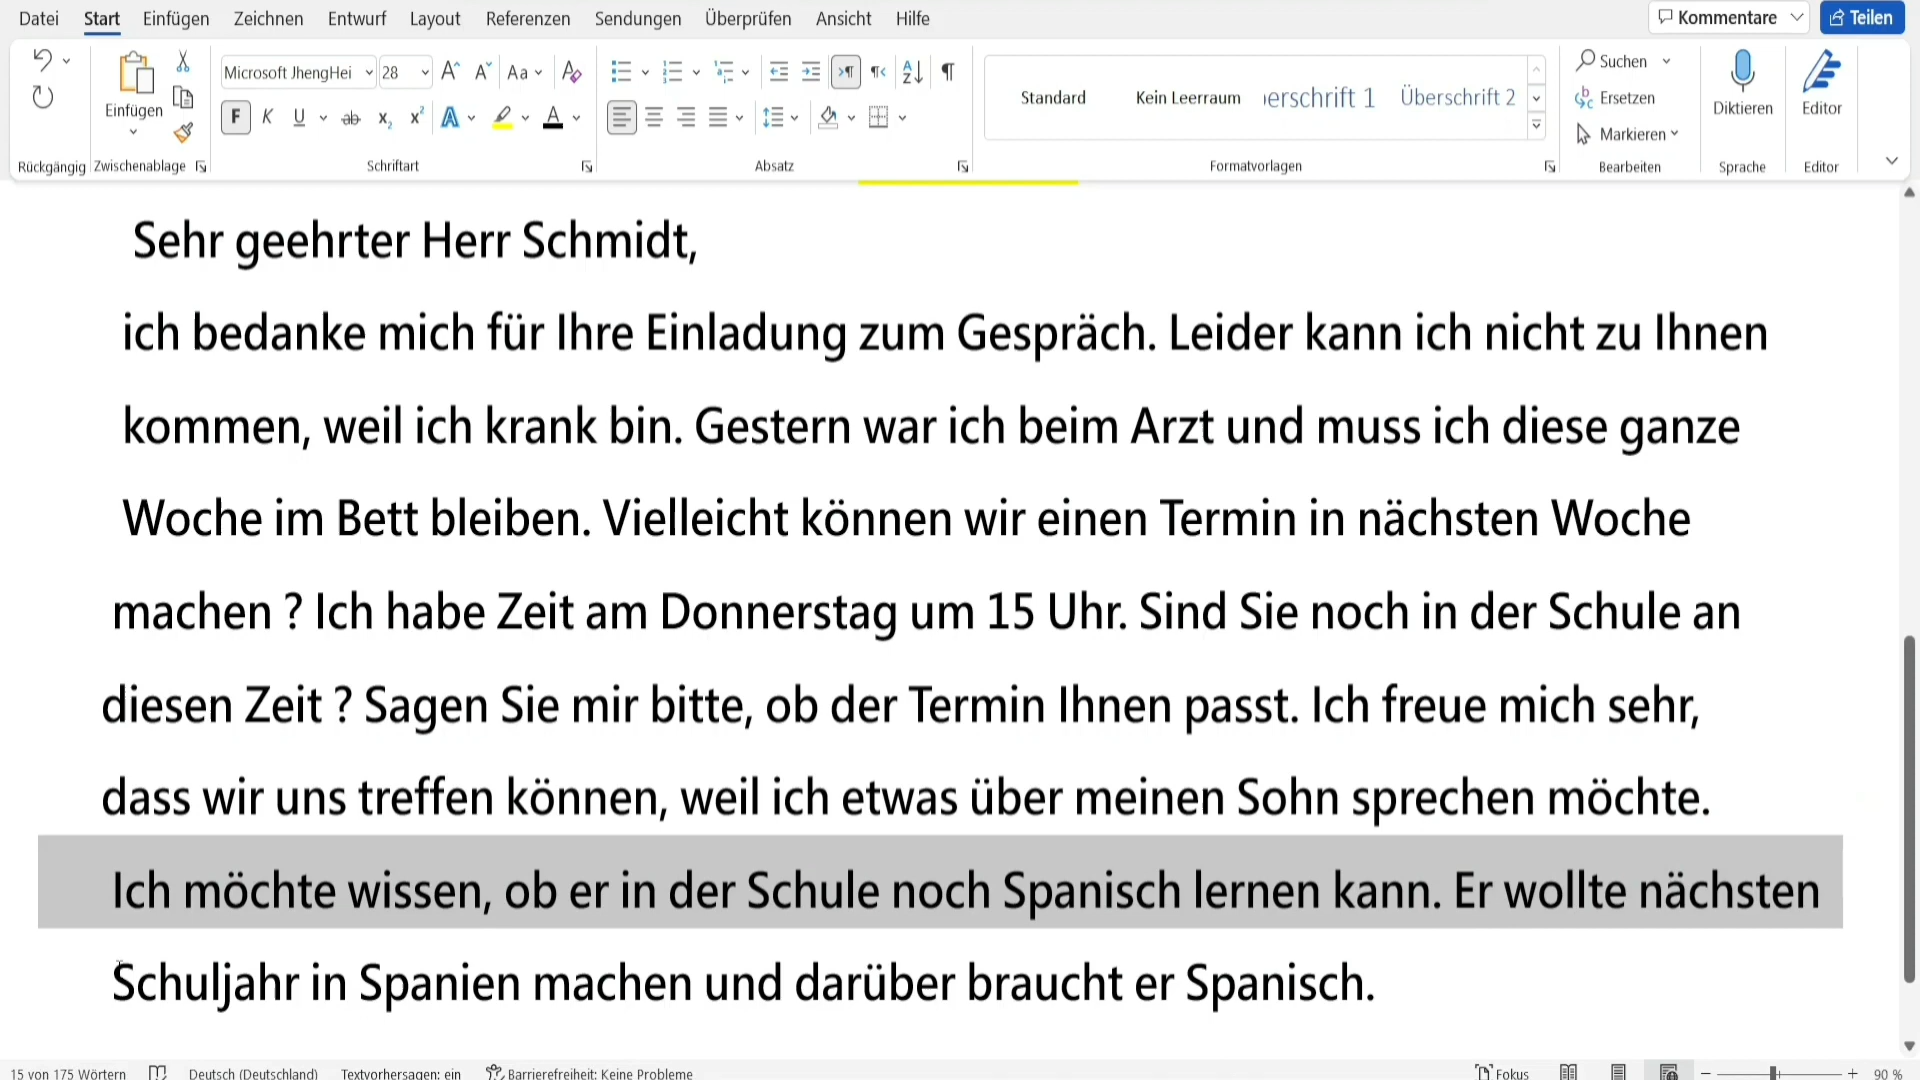 Datei Start Einfügen Zeichnen Entwurf Layout Referenzen Sendungen Überprüfen Ansicht Hilfe Kommentare Teilen
Microsoft JhengHei 28 Aa Standard Kein Leerraum erschrift 1 Überschrift 2 Suchen
Einfügen F K U ab Ersetzen Diktieren Editor
Markieren
Rückgängig Zwischenablage Schriftart Absatz Formatvorlagen Bearbeiten Sprache Editor
Sehr geehrter Herr Schmidt,
ich bedanke mich für Ihre Einladung zum Gespräch. Leider kann ich nicht zu Ihnen
kommen, weil ich krank bin. Gestern war ich beim Arzt und muss ich diese ganze
Woche im Bett bleiben. Vielleicht können wir einen Termin in nächsten Woche
machen ? Ich habe Zeit am Donnerstag um 15 Uhr. Sind Sie noch in der Schule an
diesen Zeit ? Sagen Sie mir bitte, ob der Termin Ihnen passt. Ich freue mich sehr,
dass wir uns treffen können, weil ich etwas über meinen Sohn sprechen möchte.
Ich möchte wissen, ob er in der Schule noch Spanisch lernen kann. Er wollte nächsten
Schuljahr in Spanien machen und darüber braucht er Spanisch.
15 von 175 Wörtern Deutsch (Deutschland) Textvorhersagen: ein Barrierefreiheit: Keine Probleme Fokus 90 %